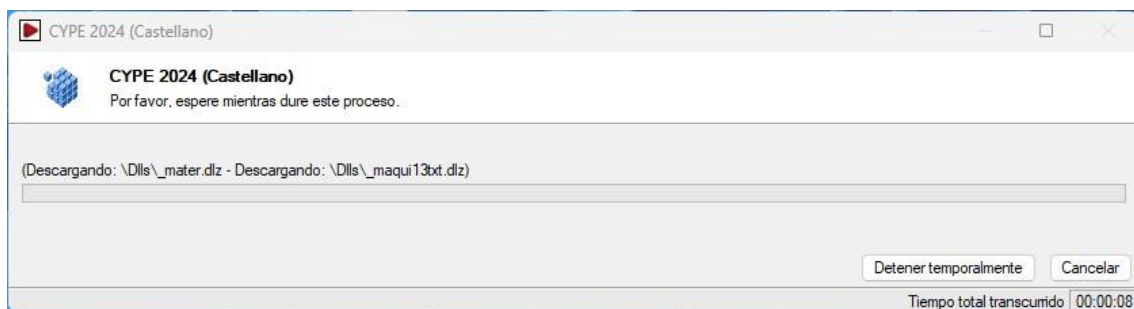 CYPE 2024 (Castellano)
CYPE 2024 (Castellano)
Por favor, espere mientras dure este proceso.
(Descargando: \Dlls\_mater.dlz - Descargando: \Dlls\_maqui13txt.dlz)
Detener temporalmente Cancelar
Tiempo total transcurrido 00:00:08